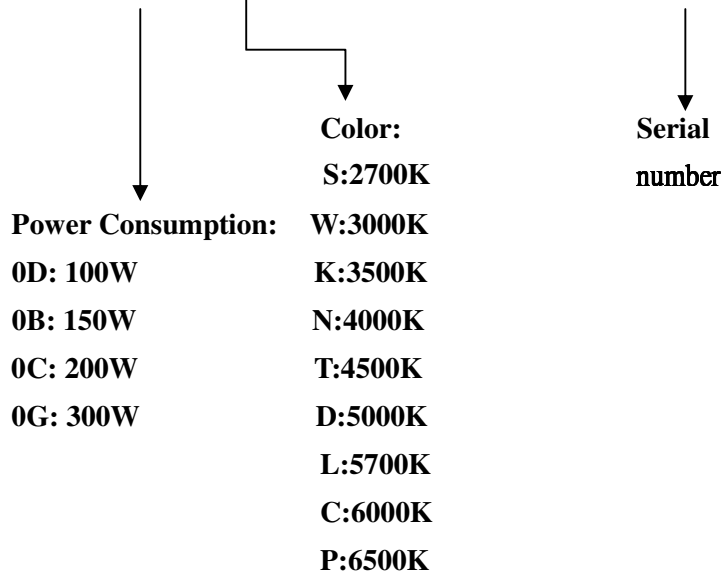 Color: Serial
S:2700K number
Power Consumption: W:3000K
0D: 100W K:3500K
0B: 150W N:4000K
0C: 200W T:4500K
0G: 300W D:5000K
L:5700K
C:6000K
P:6500K